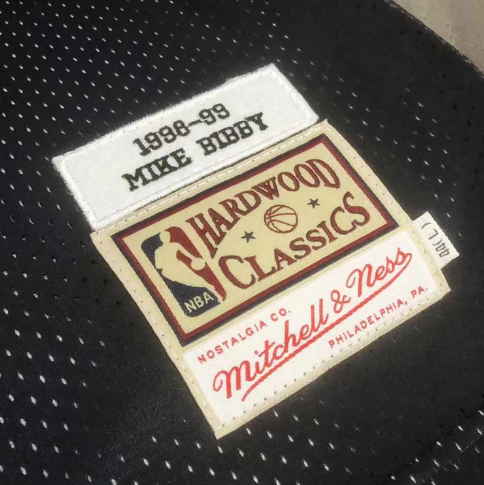 1998-99
MIKE BIBBY
HARDWOOD
CLASSICS
NBA
NOSTALGIA CO.
Mitchell & Ness
PHILADELPHIA, PA.